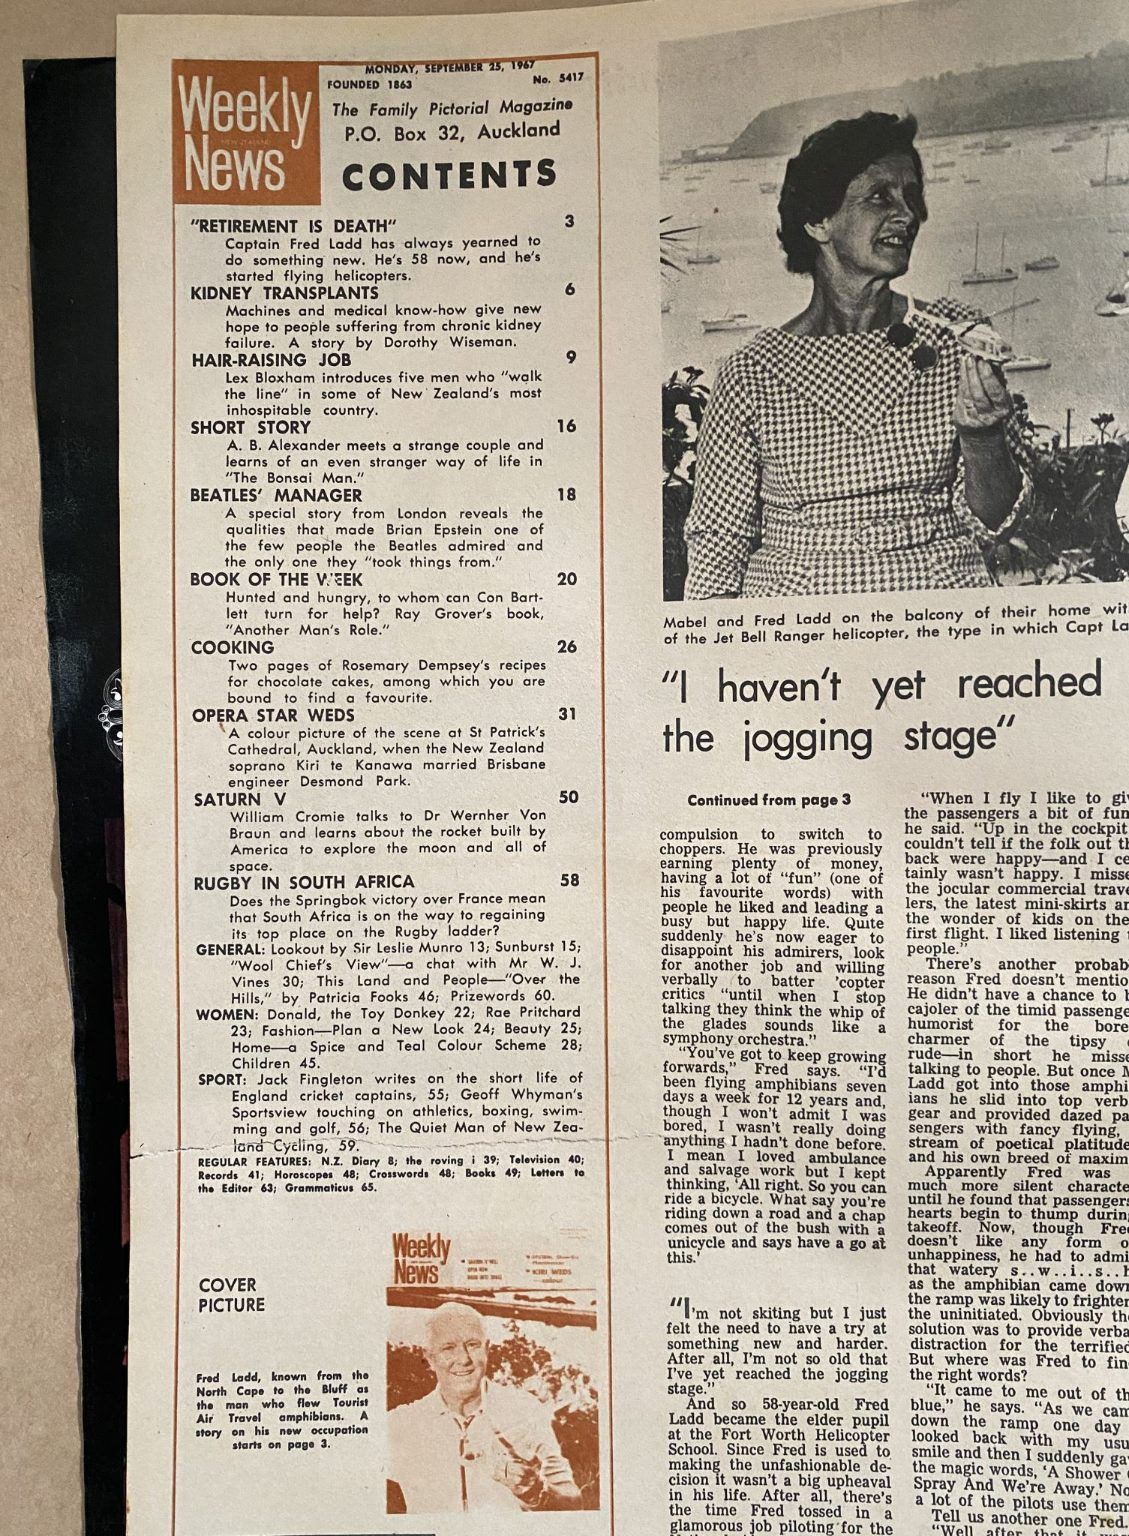 Weekly
NEW ZEALAND
News
MONDAY, SEPTEMBER 25, 1967
FOUNDED 1863 No. 5417
The Family Pictorial Magazine
P.O. Box 32, Auckland
CONTENTS
"RETIREMENT IS DEATH" 3
Captain Fred Ladd has always yearned to
do something new. He's 58 now, and he's
started flying helicopters.
KIDNEY TRANSPLANTS 6
Machines and medical know-how give new
hope to people suffering from chronic kidney
failure. A story by Dorothy Wiseman.
HAIR-RAISING JOB 9
Lex Bloxham introduces five men who "walk
the line" in some of New Zealand's most
inhospitable country.
SHORT STORY 16
A. B. Alexander meets a strange couple and
learns of an even stranger way of life in
"The Bonsai Man."
BEATLES' MANAGER 18
A special story from London reveals the
qualities that made Brian Epstein one of
the few people the Beatles admired and
the only one they "took things from."
BOOK OF THE WEEK 20
Hunted and hungry, to whom can Con Bart-
lett turn for help? Ray Grover's book,
"Another Man's Role."
COOKING 26
Two pages of Rosemary Dempsey's recipes
for chocolate cakes, among which you are
bound to find a favourite.
OPERA STAR WEDS 31
A colour picture of the scene at St Patrick's
Cathedral, Auckland, when the New Zealand
soprano Kiri te Kanawa married Brisbane
engineer Desmond Park.
SATURN V 50
William Cromie talks to Dr Wernher Von
Braun and learns about the rocket built by
America to explore the moon and all of
space.
RUGBY IN SOUTH AFRICA 58
Does the Springbok victory over France mean
that South Africa is on the way to regaining
its top place on the Rugby ladder?
GENERAL: Lookout by Sir Leslie Munro 13; Sunburst 15;
"Wool Chief's View"—a chat with Mr W. J.
Vines 30; This Land and People—"Over the
Hills," by Patricia Fooks 46; Prizewords 60.
WOMEN: Donald, the Toy Donkey 22; Rae Pritchard
23; Fashion—Plan a New Look 24; Beauty 25;
Home—a Spice and Teal Colour Scheme 28;
Children 45.
SPORT: Jack Fingleton writes on the short life of
England cricket captains, 55; Geoff Whyman's
Sportsview touching on athletics, boxing, swim-
ming and golf, 56; The Quiet Man of New Zea-
land Cycling, 59.
REGULAR FEATURES: N.Z. Diary 8; the roving i 39; Television 40;
Records 41; Horoscopes 48; Crosswords 48; Books 49; Letters to
the Editor 63; Grammaticus 65.
COVER
PICTURE
Fred Ladd, known from the
North Cape to the Bluff as
the man who flew Tourist
Air Travel amphibians. A
story on his new occupation
starts on page 3.
Weekly
News
Mabel and Fred Ladd on the balcony of their home wit
of the Jet Bell Ranger helicopter, the type in which Capt La
"I haven't yet reached
the jogging stage"
Continued from page 3
compulsion to switch to
choppers. He was previously
earning plenty of money,
having a lot of "fun" (one of
his favourite words) with
people he liked and leading a
busy but happy life. Quite
suddenly he's now eager to
disappoint his admirers, look
for another job and willing
verbally to batter 'copter
critics "until when I stop
talking they think the whip of
the glades sounds like a
symphony orchestra."
"You've got to keep growing
forwards," Fred says. "I'd
been flying amphibians seven
days a week for 12 years and,
though I won't admit I was
bored, I wasn't really doing
anything I hadn't done before.
I mean I loved ambulance
and salvage work but I kept
thinking, 'All right. So you can
ride a bicycle. What say you're
riding down a road and a chap
comes out of the bush with a
unicycle and says have a go at
this.'
"I'm not skiting but I just
felt the need to have a try at
something new and harder.
After all, I'm not so old that
I've yet reached the jogging
stage."
And so 58-year-old Fred
Ladd became the elder pupil
at the Fort Worth Helicopter
School. Since Fred is used to
making the unfashionable de-
cision it wasn't a big upheaval
in his life. After all, there's
the time Fred tossed in a
glamorous job piloting for the
"When I fly I like to giv
the passengers a bit of fun
he said. "Up in the cockpit
couldn't tell if the folk out th
back were happy—and I ce
tainly wasn't happy. I misse
the jocular commercial trave
lers, the latest mini-skirts an
the wonder of kids on the
first flight. I liked listening t
people."
There's another probab
reason Fred doesn't mentio
He didn't have a chance to b
cajoler of the timid passenge
humorist for the bore
charmer of the tipsy o
rude—in short he misse
talking to people. But once M
Ladd got into those amphi
ians he slid into top verb
gear and provided dazed pa
sengers with fancy flying,
stream of poetical platitude
and his own breed of maxim
Apparently Fred was
much more silent characte
until he found that passengers
hearts begin to thump during
takeoff. Now, though Fred
doesn't like any form o
unhappiness, he had to admi
that watery s..w..i..s..h
as the amphibian came down
the ramp was likely to frighten
the uninitiated. Obviously the
solution was to provide verba
distraction for the terrified
But where was Fred to find
the right words?
"It came to me out of th
blue," he says. "As we cam
down the ramp one day
looked back with my usu
smile and then I suddenly gav
the magic words, 'A Shower O
Spray And We're Away.' No
a lot of the pilots use them
Tell us another one Fred.
"Well after that it was